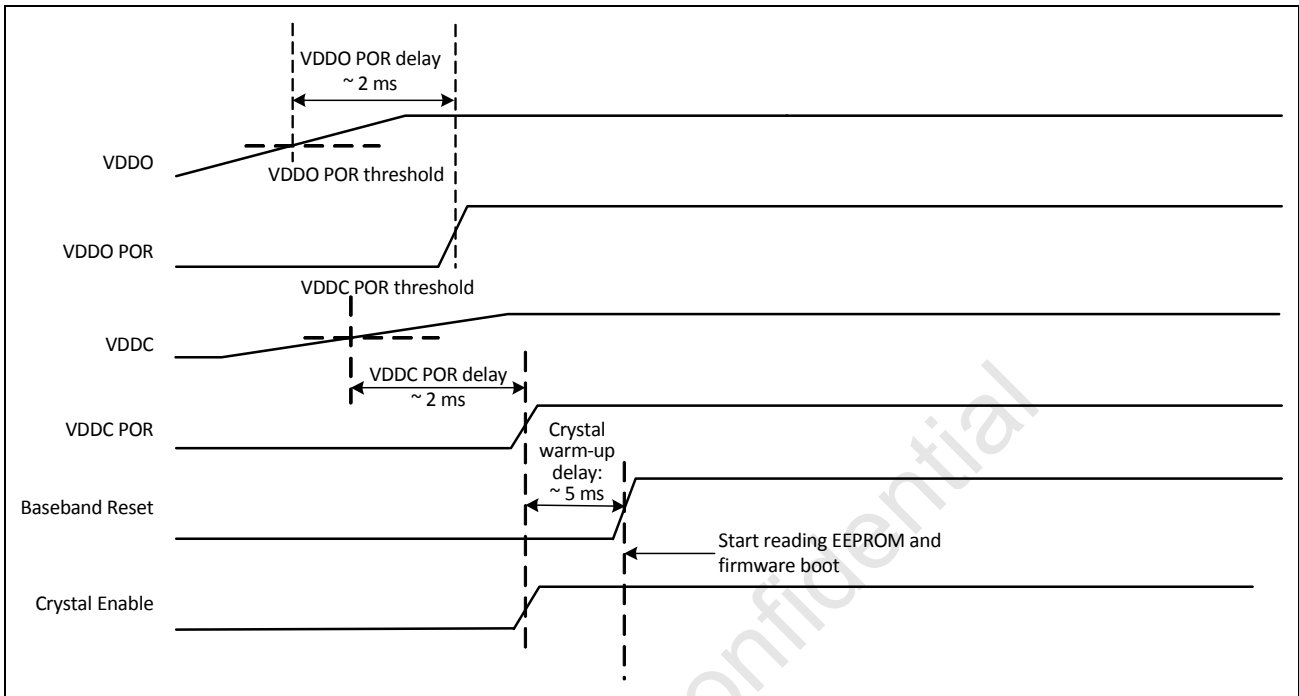 VDDO POR delay
~ 2 ms
VDDO
VDDO POR threshold
VDDO POR
VDDC POR threshold
VDDC
VDDC POR delay
~ 2 ms
VDDC POR
Crystal
warm-up
delay:
~ 5 ms
Baseband Reset
Start reading EEPROM and
firmware boot
Crystal Enable
onfidential